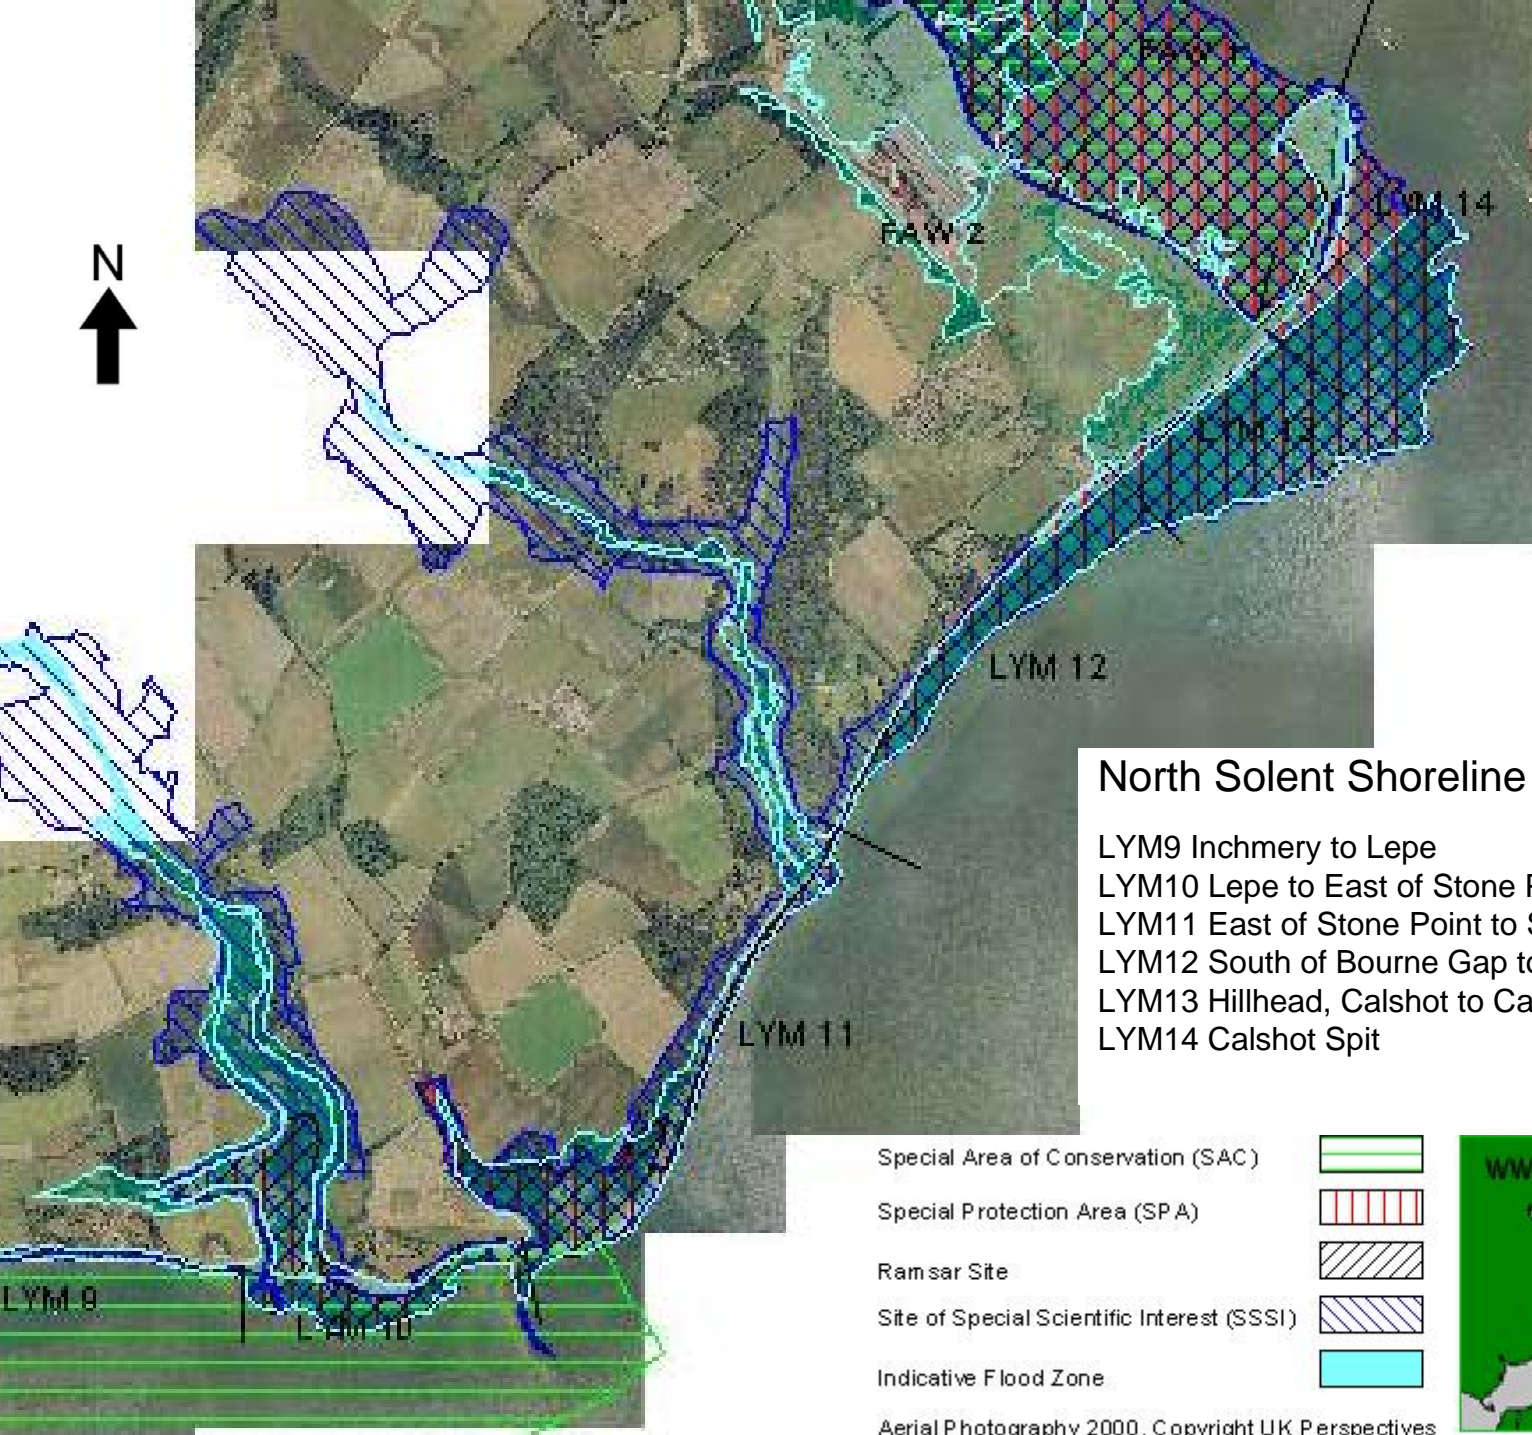 LYM 14
FAW 2
N
LYM 13
LYM 12
North Solent Shoreline
LYM9 Inchmery to Lepe
LYM10 Lepe to East of Stone
LYM11 East of Stone Point to
LYM12 South of Bourne Gap to
LYM13 Hillhead, Calshot to
LYM14 Calshot Spit
LYM 11
Special Area of Conservation (SAC)
Special Protection Area (SPA)
Ramsar Site
Site of Special Scientific Interest (SSSI)
Indicative Flood Zone
Aerial Photography 2000. Copyright UK Perspectives
LYM 9
LYM 10